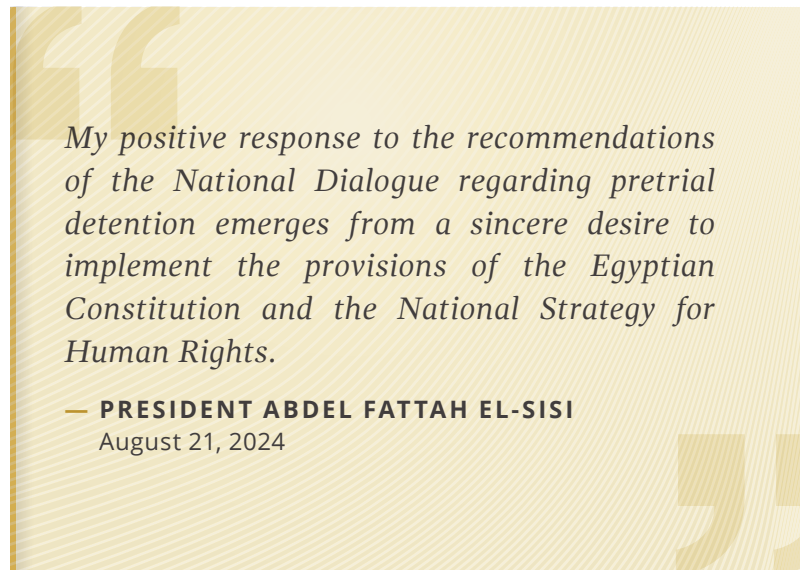 My positive response to the recommendations
of the National Dialogue regarding pretrial
detention emerges from a sincere desire to
implement the provisions of the Egyptian
Constitution and the National Strategy for
Human Rights.
— PRESIDENT ABDEL FATTAH EL-SISI
August 21, 2024